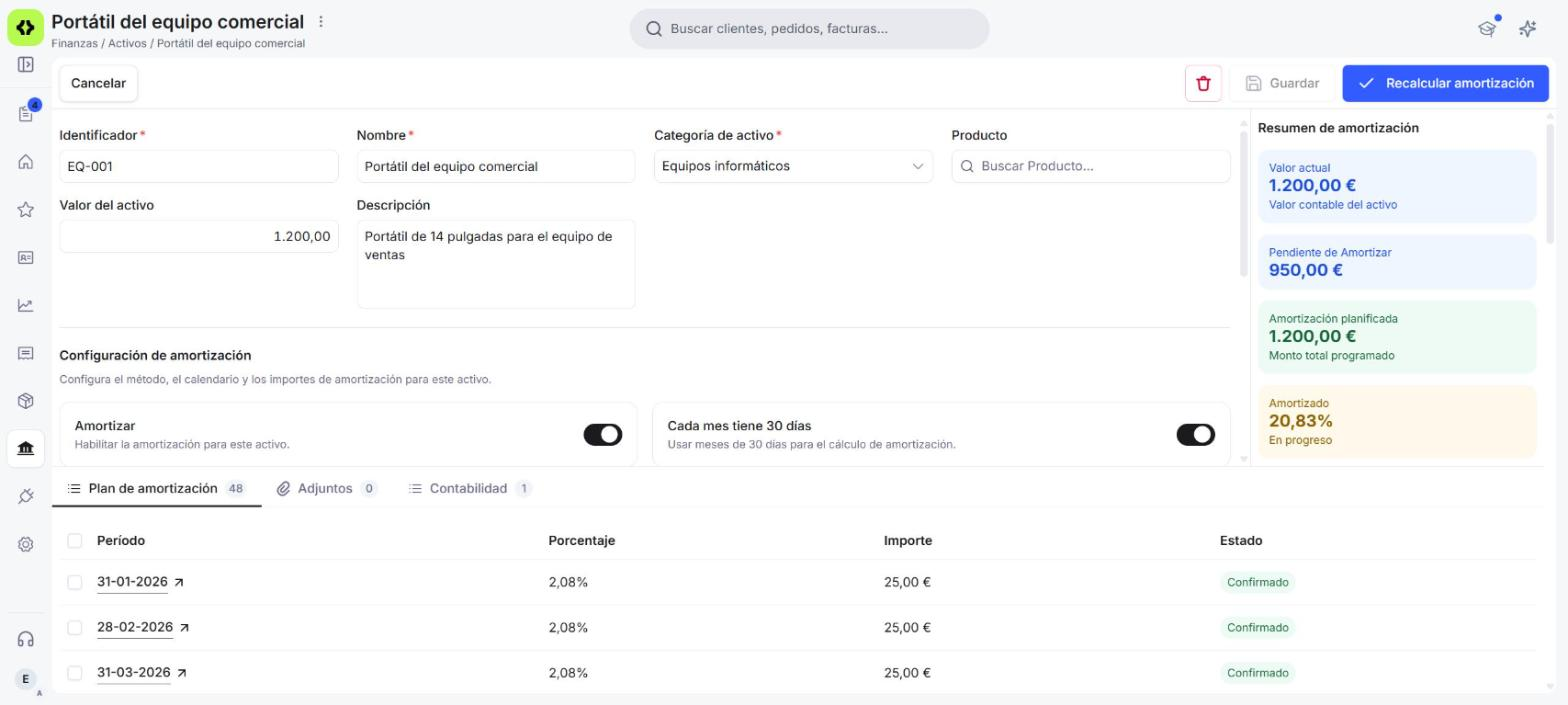 Portátil del equipo comercial
Buscar clientes, pedidos, facturas...
Finanzas / Activos / Portátil del equipo comercial
Cancelar
Guardar
Recalcular amortización
4
Identificador*
Nombre*
Categoría de activo*
Producto
EQ-001
Portátil del equipo comercial
Equipos informáticos
Buscar Producto...
Valor del activo
Descripción
1.200,00
Portátil de 14 pulgadas para el equipo de
ventas
Configuración de amortización
Configura el método, el calendario y los importes de amortización para este activo.
Amortizar
Habilitar la amortización para este activo.
Cada mes tiene 30 días
Usar meses de 30 días para el cálculo de amortización.
Resumen de amortización
Valor actual
1.200,00 €
Valor contable del activo
Pendiente de Amortizar
950,00 €
Amortización planificada
1.200,00 €
Monto total programado
Amortizado
20,83%
En progreso
Plan de amortización 48
Adjuntos 0
Contabilidad 1
Período Porcentaje Importe Estado
31-01-2026 2,08% 25,00 € Confirmado
28-02-2026 2,08% 25,00 € Confirmado
31-03-2026 2,08% 25,00 € Confirmado
E
A